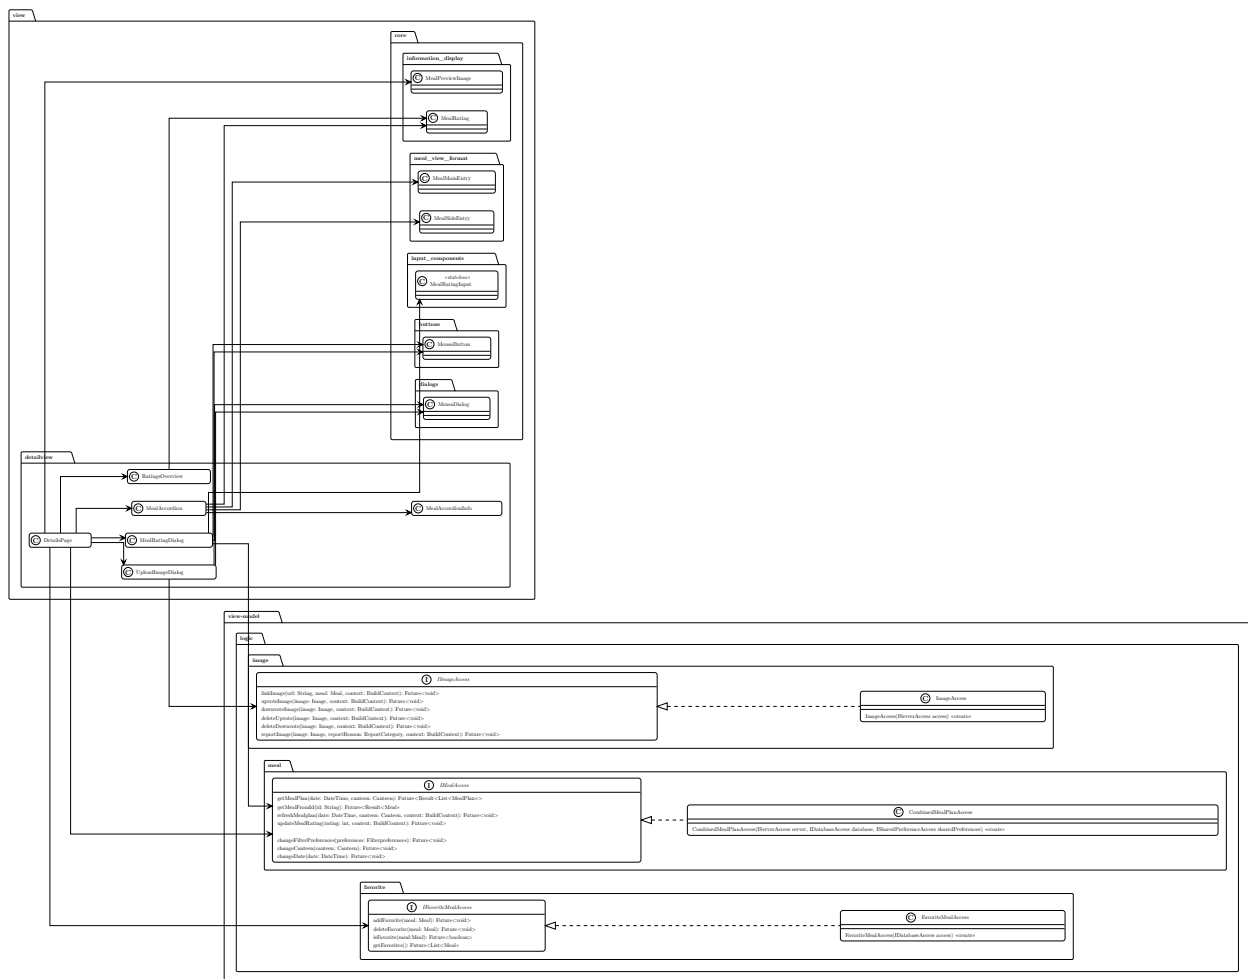 view
core
information_display
C MealPreviewImage
C MealRating
meal_view_format
C MealMainEntry
C MealSideEntry
input_components
«stateless»
C MealRatingInput
buttons
C MensaButton
dialogs
C MensaDialog
detailview
C RatingsOverview
C MealAccordion
C MealAccordionInfo
C DetailsPage
C MealRatingDialog
C UploadImageDialog
view-model
logic
image
I IImageAccess
linkImage(url: String, meal: Meal, context: BuildContext): Future<void>
upvoteImage(image: Image, context: BuildContext): Future<void>
downvoteImage(image: Image, context: BuildContext): Future<void>
deleteUpvote(image: Image, context: BuildContext): Future<void>
deleteDownvote(image: Image, context: BuildContext): Future<void>
reportImage(image: Image, reportReason: ReportCategory, context: BuildContext): Future<void>
C ImageAccess
ImageAccess(IServerAccess access) «create»
meal
I IMealAccess
getMealPlan(date: DateTime, canteen: Canteen): Future<Result<List<MealPlan>>
getMealFromId(id: String): Future<Result<Meal>
refreshMealplan(date: DateTime, canteen: Canteen, context: BuildContext): Future<void>
updateMealRating(rating: int, context: BuildContext): Future<void>
changeFilterPreferences(preferences: Filterpreferences): Future<void>
changeCanteen(canteen: Canteen): Future<void>
changeDate(date: DateTime): Future<void>
C CombinedMealPlanAccess
CombinedMealPlanAccess(IServerAccess server, IDatabaseAccess database, ISharedPreferenceAccess sharedPreferences) «create»
favorite
I IFavoriteMealAccess
addFavorite(meal: Meal): Future<void>
deleteFavorite(meal: Meal): Future<void>
isFavorite(meal:Meal): Future<boolean>
getFavorites(): Future<List<Meal>
C FavoriteMealAccess
FavoriteMealAccess(IDatabaseAccess access) «create»